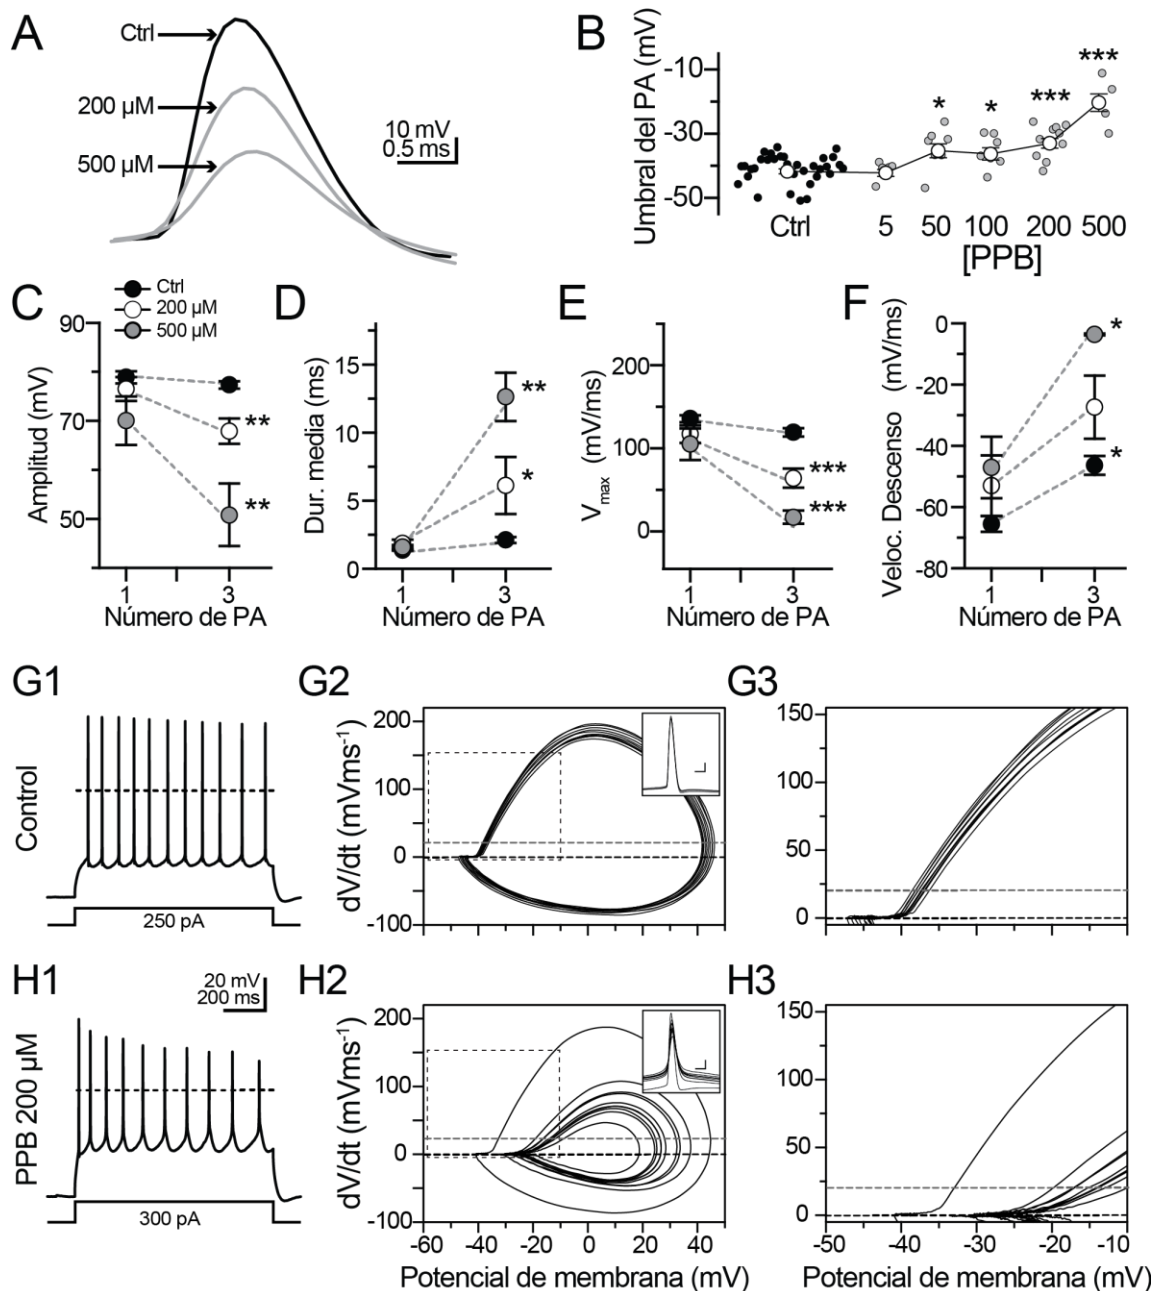 A
Ctrl
200 µM
500 µM
10 mV
0.5 ms
B
Umbral del PA (mV)
-10
-30
-50
*
*
***
***
Ctrl
5
50
100
200
500
[PPB]
C
Ctrl
200 µM
500 µM
Amplitud (mV)
90
70
50
**
**
1
3
Número de PA
D
Dur. media (ms)
15
10
5
0
**
*
1
3
Número de PA
E
Vmax (mV/ms)
200
100
0
***
***
1
3
Número de PA
F
Veloc. Descenso (mV/ms)
0
-20
-40
-60
-80
*
*
1
3
Número de PA
G1
Control
250 pA
G2
dV/dt (mVms-1)
200
100
0
-100
G3
150
100
50
0
H1
20 mV
200 ms
PPB 200 µM
300 pA
H2
dV/dt (mVms-1)
200
100
0
-100
-60
-40
-20
0
20
40
Potencial de membrana (mV)
H3
150
100
50
0
-50
-40
-30
-20
-10
Potencial de membrana (mV)